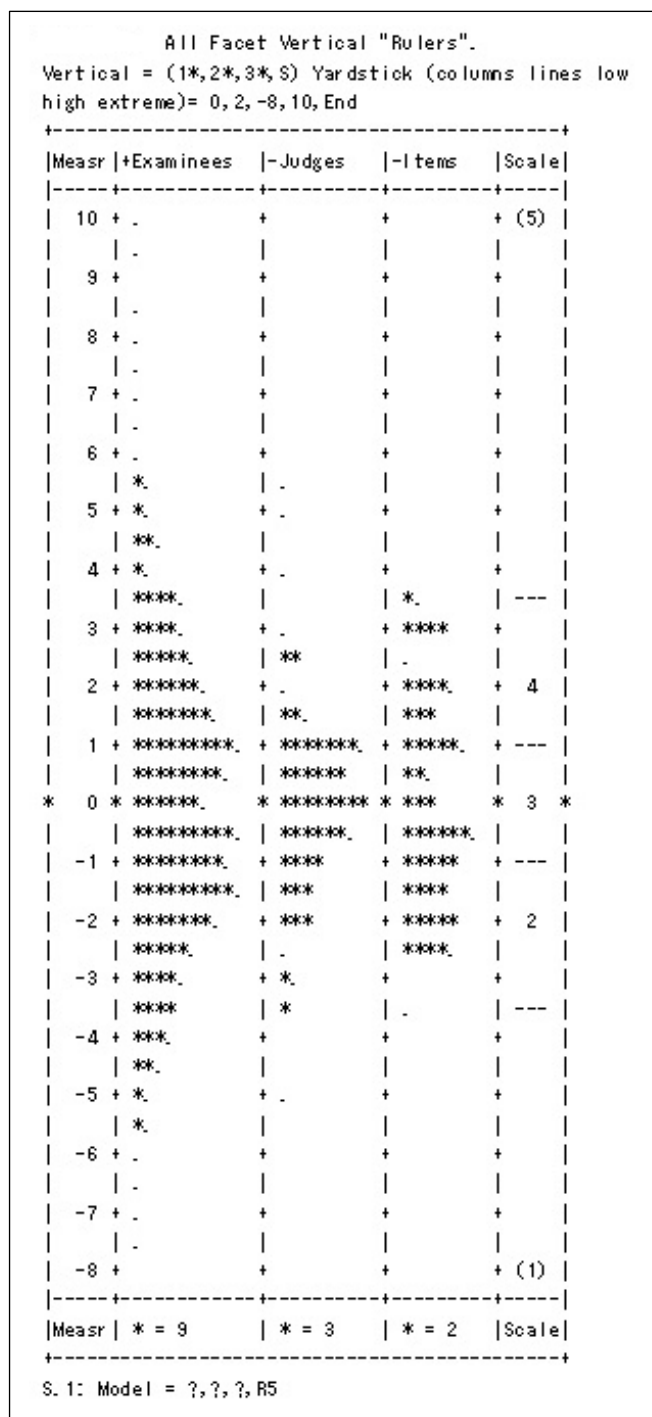 All Facet Vertical "Rulers".
Vertical = (1*,2*,3*,S) Yardstick (columns lines low
high extreme)= 0,2,-8,10,End
+-----------------------------------------------+
|Measr|+Examinees |-Judges |-Items |Scale|
|-----+------------+----------+---------+-----|
| 10 + . + + + (5) |
| | . | | | |
| 9 + + + + |
| | . | | | |
| 8 + . + + + |
| | . | | | |
| 7 + . + + + |
| | . | | | |
| 6 + . + + + |
| | *. | . | | |
| 5 + *. + . + + |
| | **. | | | |
| 4 + *. + . + + |
| | ****. | | *. | --- |
| 3 + ****. + . + **** + |
| | *****. | ** | . | |
| 2 + ******. + . + ****. + 4 |
| | *******. | **. | *** | |
| 1 + *********. + *******. + *****. + --- |
| | ********. | ****** | **. | |
* 0 * ******. * ******** * *** * 3 *
| | *********. | ******. | ******. | |
| -1 + ********. + **** + ***** + --- |
| | *********. | *** | **** | |
| -2 + *******. + *** + ***** + 2 |
| | *****. | . | ****. | |
| -3 + ****. + *. + + |
| | **** | * | . | --- |
| -4 + ***. + + + |
| | **. | | | |
| -5 + *. + . + + |
| | *. | | | |
| -6 + . + + + |
| | . | | | |
| -7 + . + + + |
| | . | | | |
| -8 + + + + (1) |
|-----+------------+----------+---------+-----|
|Measr| * = 9 | * = 3 | * = 2 |Scale|
+-----------------------------------------------+
S.1: Model = ?,?,?,R5